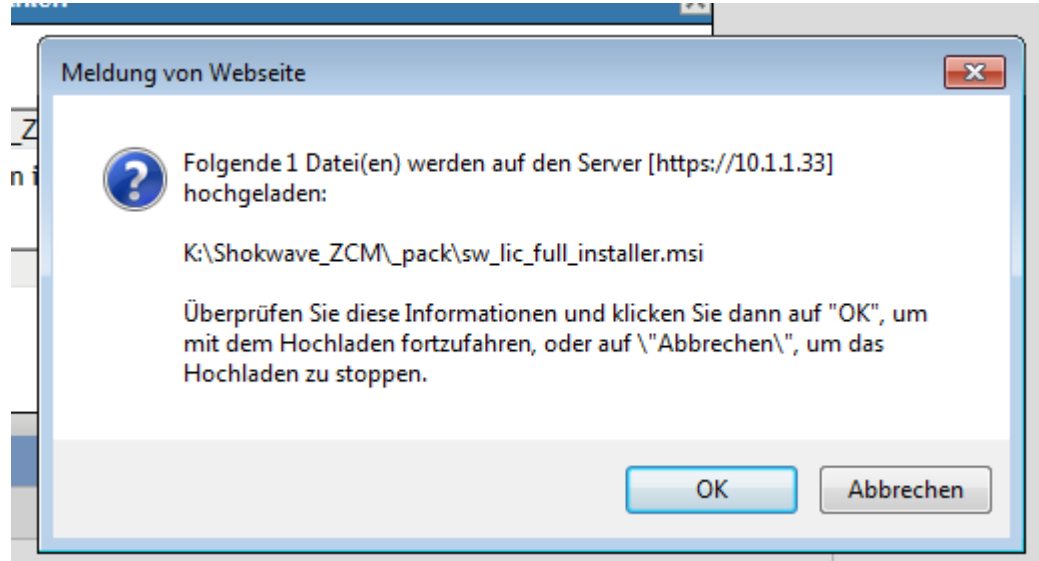 Meldung von Webseite
_Z
n i
Folgende 1 Datei(en) werden auf den Server [https://10.1.1.33]
hochgeladen:
K:\Shokwave_ZCM\_pack\sw_lic_full_installer.msi
Überprüfen Sie diese Informationen und klicken Sie dann auf "OK", um
mit dem Hochladen fortzufahren, oder auf \"Abbrechen\", um das
Hochladen zu stoppen.
OK
Abbrechen